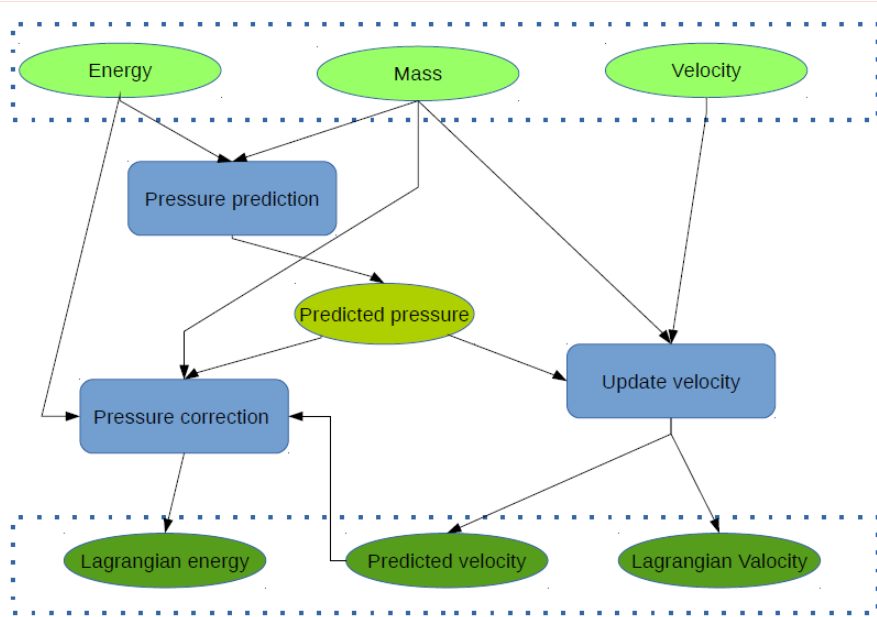 Energy
Mass
Velocity
Pressure prediction
Predicted pressure
Update velocity
Pressure correction
Lagrangian energy
Predicted velocity
Lagrangian Valocity